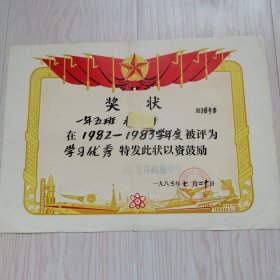 奖状
一年五班
在1982—1983学年度被评为
学习优秀 特发此状以资鼓励
一九八三年七月二十日